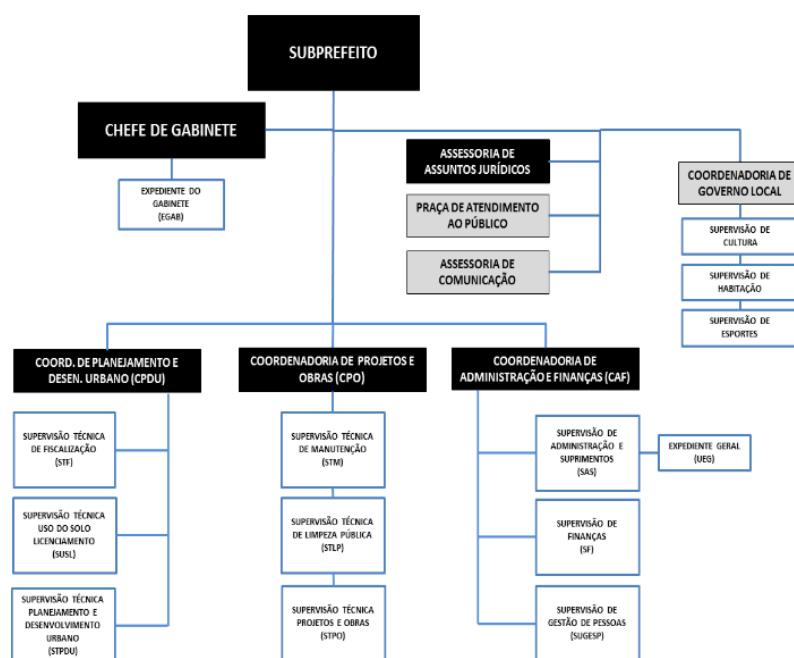 SUBPREFEITO
CHEFE DE GABINETE
EXPEDIENTE DO
GABINETE
(EGAB)
ASSESSORIA DE
ASSUNTOS JURÍDICOS
PRAÇA DE ATENDIMENTO
AO PÚBLICO
ASSESSORIA DE
COMUNICAÇÃO
COORDENADORIA DE
GOVERNO LOCAL
SUPERVISÃO DE
CULTURA
SUPERVISÃO DE
HABITAÇÃO
SUPERVISÃO DE
ESPORTES
COORD. DE PLANEJAMENTO E
DESEN. URBANO (CPDU)
SUPERVISÃO TÉCNICA
DE FISCALIZAÇÃO
(STF)
SUPERVISÃO TÉCNICA
USO DO SOLO
LICENCIAMENTO
(SUSL)
SUPERVISÃO TÉCNICA
PLANEJAMENTO E
DESENVOLVIMENTO
URBANO
(STPDU)
COORDENADORIA DE PROJETOS E
OBRAS (CPO)
SUPERVISÃO TÉCNICA
DE MANUTENÇÃO
(STM)
SUPERVISÃO TÉCNICA
DE LIMPEZA PÚBLICA
(STLP)
SUPERVISÃO TÉCNICA
PROJETOS E OBRAS
(STPO)
COORDENADORIA DE
ADMINISTRAÇÃO E FINANÇAS (CAF)
SUPERVISÃO DE
ADMINISTRAÇÃO E
SUPRIMENTOS
(SAS)
EXPEDIENTE GERAL
(UEG)
SUPERVISÃO DE
FINANÇAS
(SF)
SUPERVISÃO DE
GESTÃO DE PESSOAS
(SUGESP)